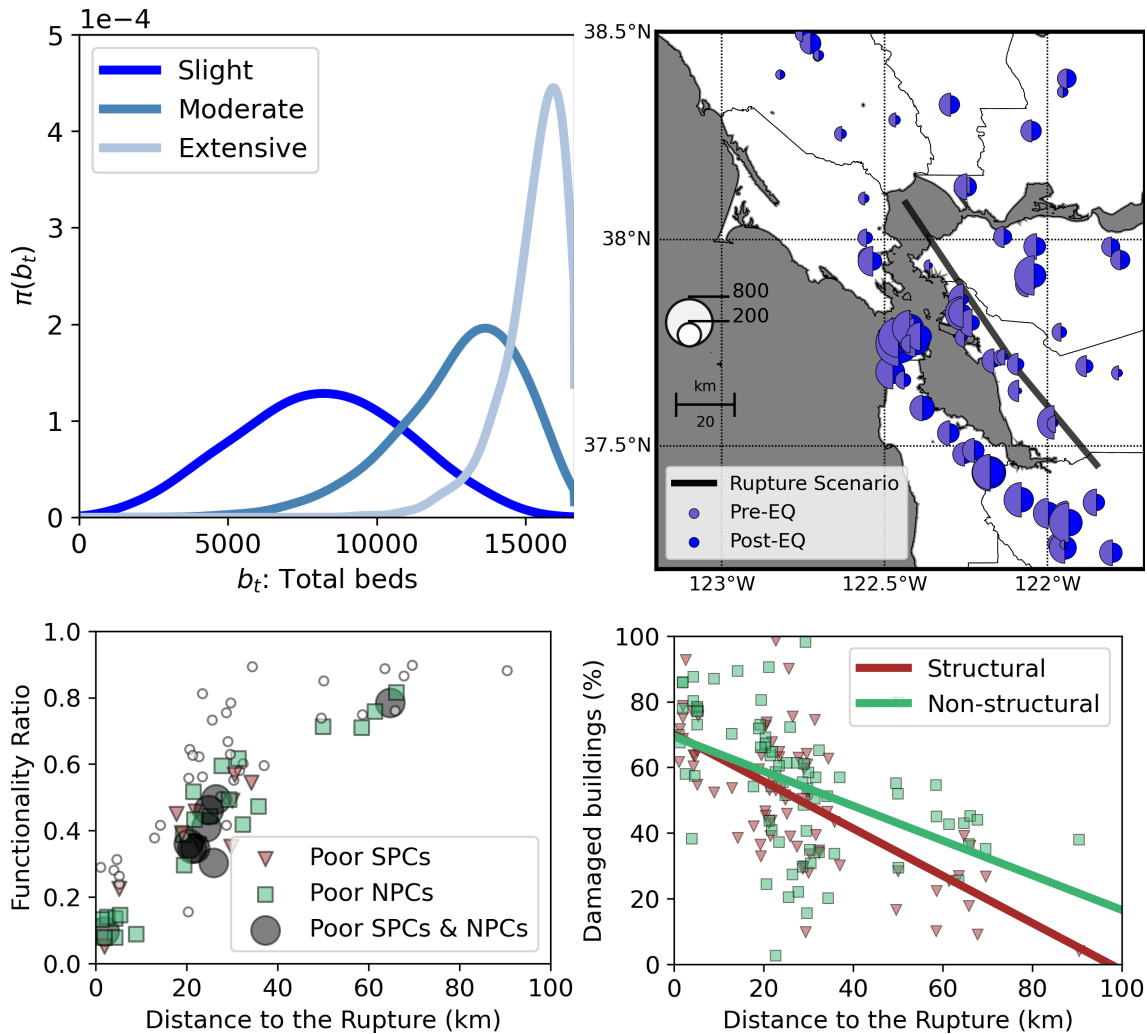 1e−4
5
4
3
2
1
0
0
5000
10000
15000
π(b_t)
b_t: Total beds
Slight
Moderate
Extensive
38.5°N
38°N
37.5°N
123°W
122.5°W
122°W
800
200
km
20
Rupture Scenario
Pre-EQ
Post-EQ
1.0
0.8
0.6
0.4
0.2
0.0
0
20
40
60
80
100
Functionality Ratio
Distance to the Rupture (km)
Poor SPCs
Poor NPCs
Poor SPCs & NPCs
100
80
60
40
20
0
0
20
40
60
80
100
Damaged buildings (%)
Distance to the Rupture (km)
Structural
Non-structural